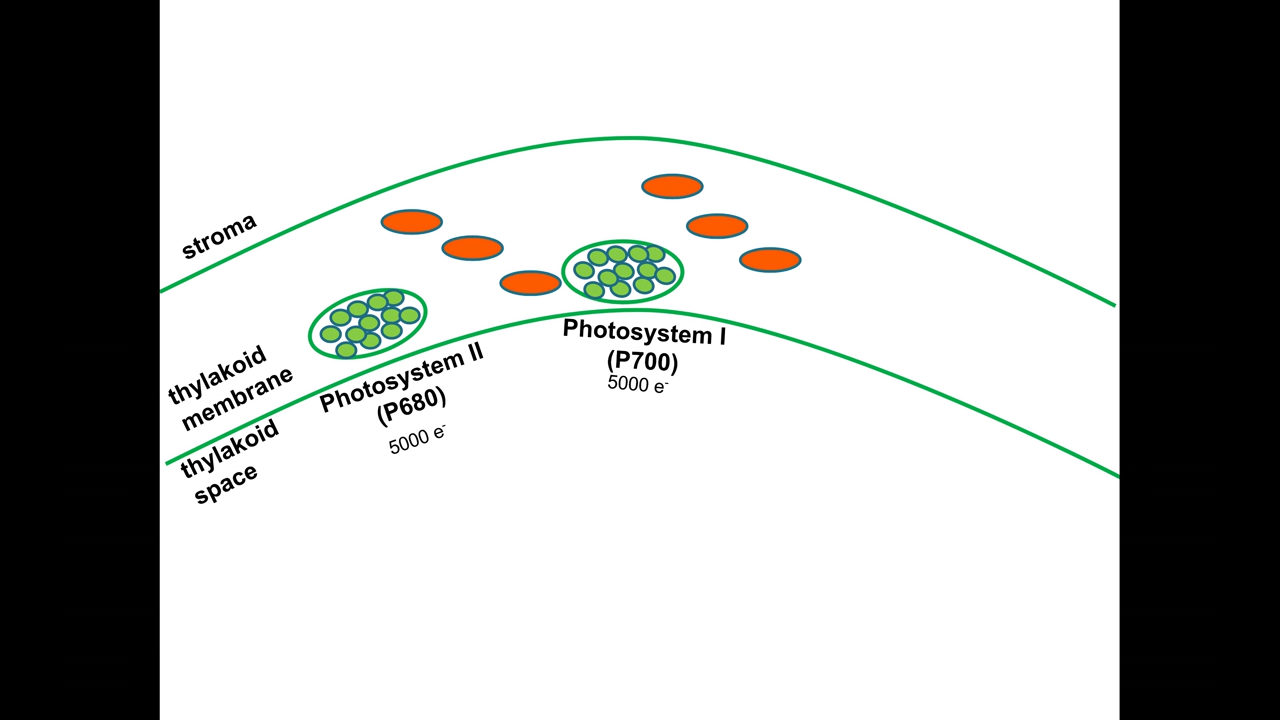 stroma
thylakoid
membrane
thylakoid
space
Photosystem II
(P680)
5000 e-
Photosystem I
(P700)
5000 e-